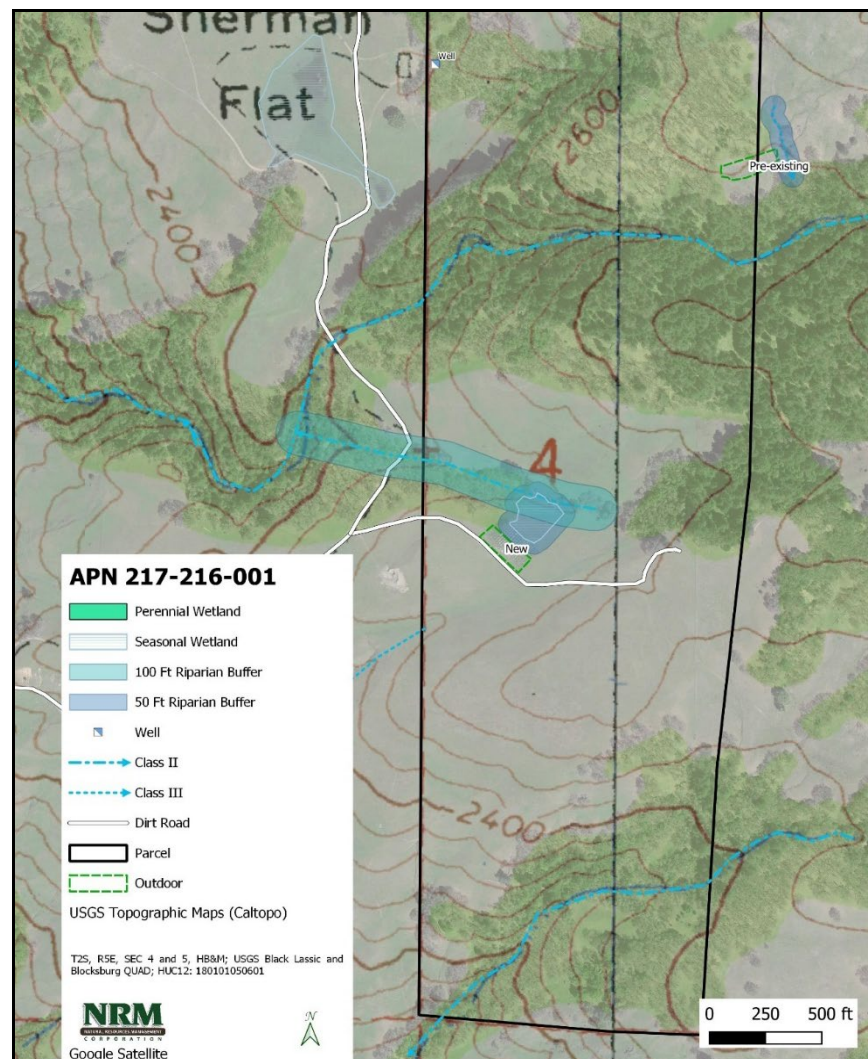 Sherman
Flat
Well
2600
Pre-existing
2400
4
New
APN 217-216-001
Perennial Wetland
Seasonal Wetland
100 Ft Riparian Buffer
50 Ft Riparian Buffer
Well
Class II
Class III
Dirt Road
Parcel
Outdoor
USGS Topographic Maps (Caltopo)
T2S, R5E, SEC 4 and 5, HB&M; USGS Black Lassic and
Blocksburg QUAD; HUC12: 180101050601
NRM
NATURAL RESOURCES MANAGEMENT
CORPORATION
Google Satellite
N
2400
0 250 500 ft